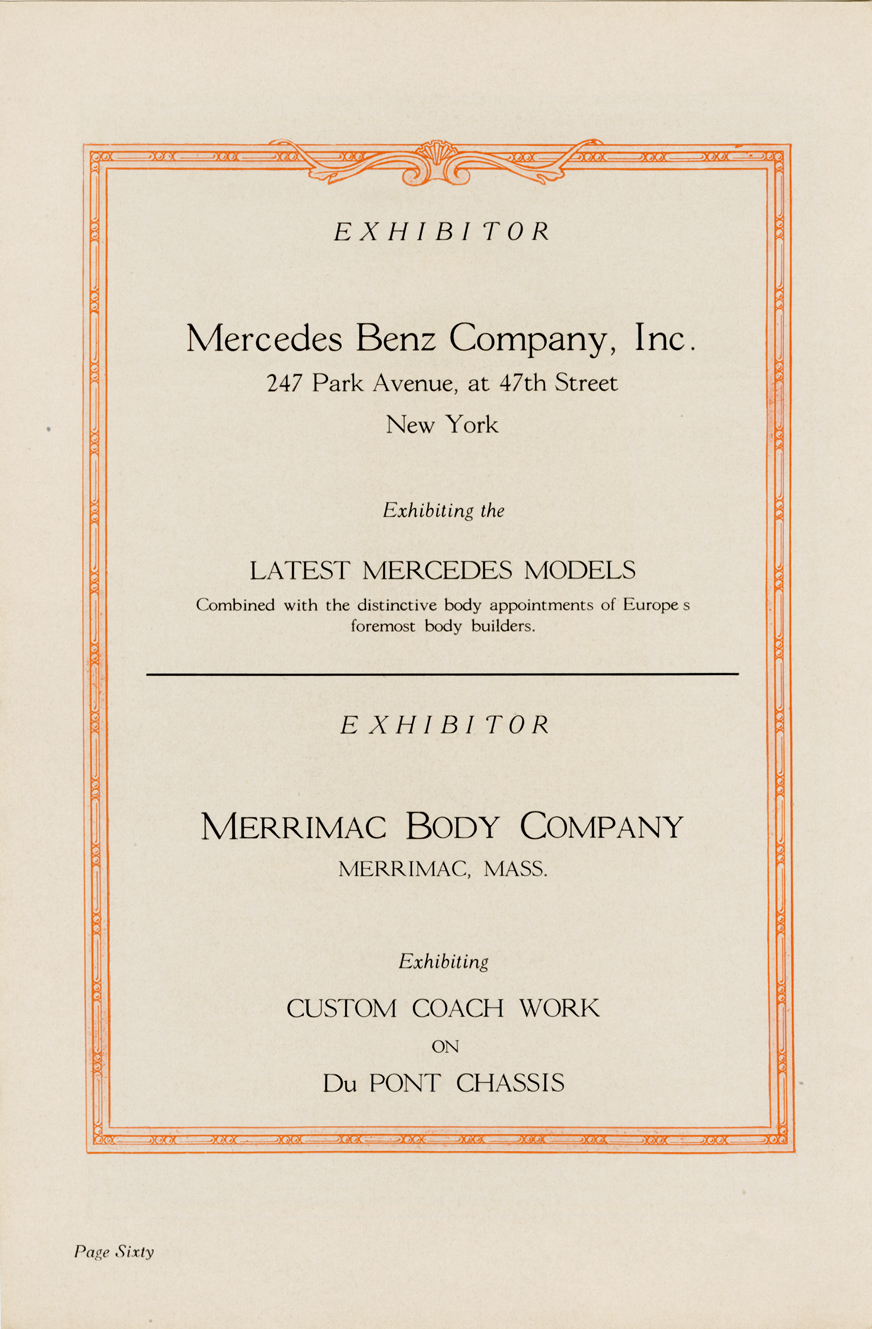 EXHIBITOR
Mercedes Benz Company, Inc.
247 Park Avenue, at 47th Street
New York
Exhibiting the
LATEST MERCEDES MODELS
Combined with the distinctive body appointments of Europe s
foremost body builders.
EXHIBITOR
MERRIMAC BODY COMPANY
MERRIMAC, MASS.
Exhibiting
CUSTOM COACH WORK
ON
Du PONT CHASSIS
Page Sixty